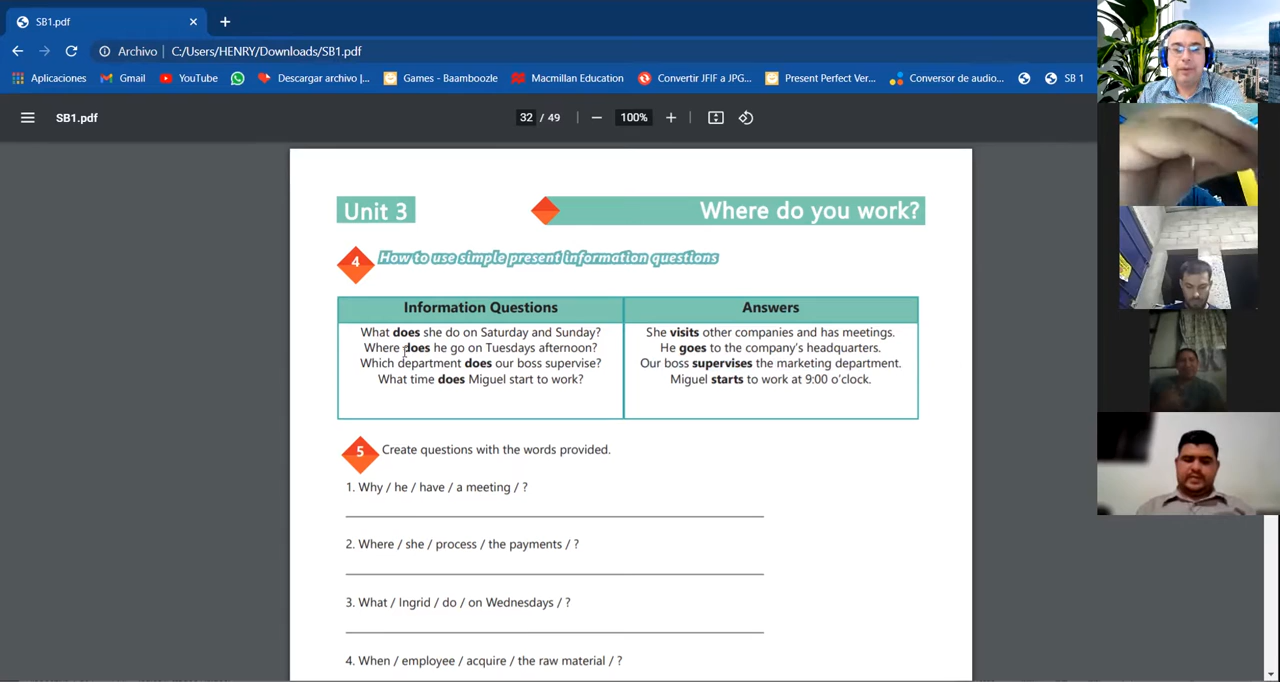 SB1.pdf
Archivo C:/Users/HENRY/Downloads/SB1.pdf
Aplicaciones Gmail YouTube Descargar archivo |... Games - Baamboozle Macmillan Education Convertir JFIF a JPG... Present Perfect Ver... Conversor de audio... SB 1
SB1.pdf 32 / 49 100%
Unit 3 Where do you work?
4 How to use simple present information questions
Information Questions Answers
What does she do on Saturday and Sunday? She visits other companies and has meetings.
Where does he go on Tuesdays afternoon? He goes to the company's headquarters.
Which department does our boss supervise? Our boss supervises the marketing department.
What time does Miguel start to work? Miguel starts to work at 9:00 o'clock.
5 Create questions with the words provided.
1. Why / he / have / a meeting / ?
2. Where / she / process / the payments / ?
3. What / Ingrid / do / on Wednesdays / ?
4. When / employee / acquire / the raw material / ?